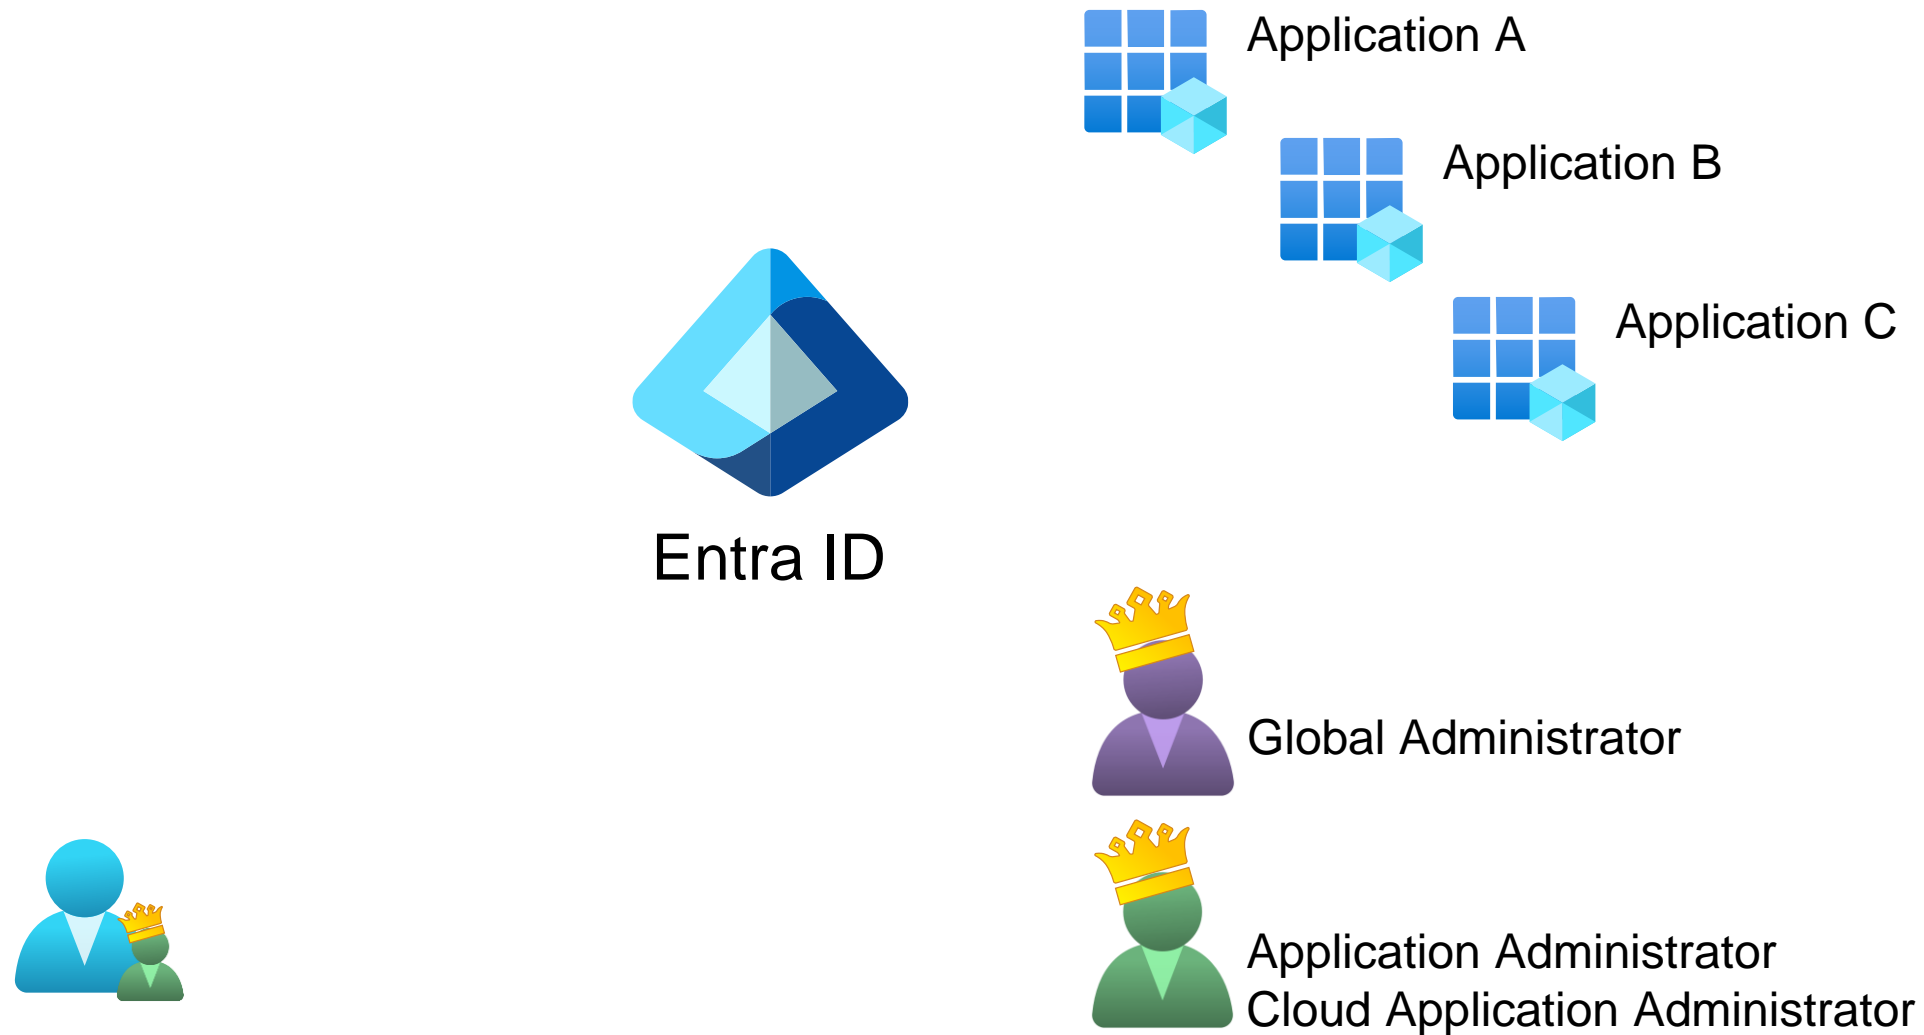 Application A
Application B
Application C
Entra ID
Global Administrator
Application Administrator
Cloud Application Administrator